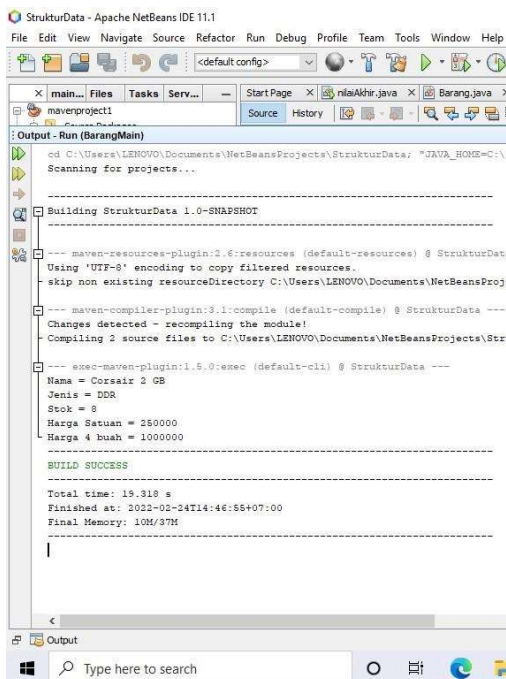 StrukturData - Apache NetBeans IDE 11.1
File Edit View Navigate Source Refactor Run Debug Profile Team Tools Window Help
<default config>
main... Files Tasks Serv... Start Page nilaiAkhir.java Barang.java
mavenproject1 Source History
Output - Run (BarangMain)
cd C:\Users\LENOVO\Documents\NetBeansProjects\StrukturData; "JAVA_HOME=C:\
Scanning for projects...
------------------------------------------------------------------------
Building StrukturData 1.0-SNAPSHOT
------------------------------------------------------------------------
--- maven-resources-plugin:2.6:resources (default-resources) @ StrukturDat
Using 'UTF-8' encoding to copy filtered resources.
skip non existing resourceDirectory C:\Users\LENOVO\Documents\NetBeansProj
--- maven-compiler-plugin:3.1:compile (default-compile) @ StrukturData ---
Changes detected - recompiling the module!
Compiling 2 source files to C:\Users\LENOVO\Documents\NetBeansProjects\Str
--- exec-maven-plugin:1.5.0:exec (default-cli) @ StrukturData ---
Nama = Corsair 2 GB
Jenis = DDR
Stok = 8
Harga Satuan = 250000
Harga 4 buah = 1000000
------------------------------------------------------------------------
BUILD SUCCESS
------------------------------------------------------------------------
Total time: 19.318 s
Finished at: 2022-02-24T14:46:55+07:00
Final Memory: 10M/37M
------------------------------------------------------------------------
Output
Type here to search